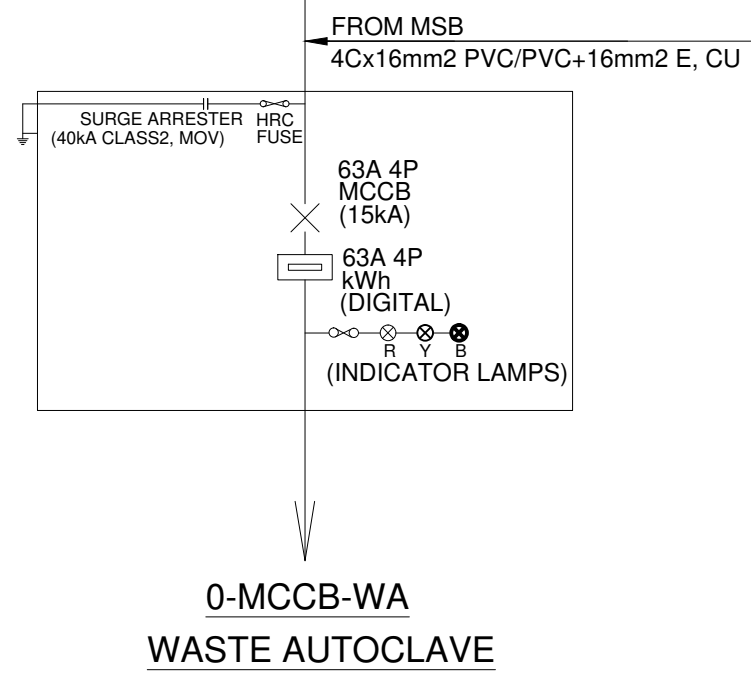 FROM MSB
4Cx16mm2 PVC/PVC+16mm2 E, CU
SURGE ARRESTER
(40kA CLASS2, MOV)
HRC
FUSE
63A 4P
MCCB
(15kA)
63A 4P
kWh
(DIGITAL)
R Y B
(INDICATOR LAMPS)
0-MCCB-WA
WASTE AUTOCLAVE